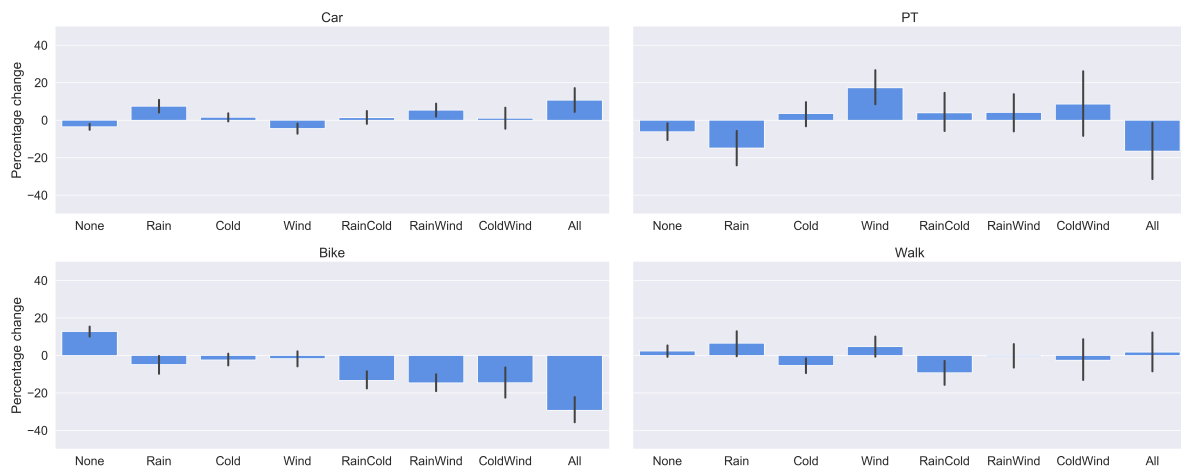 Car
PT
Percentage change
40
20
0
−20
−40
None Rain Cold Wind RainCold RainWind ColdWind All
None Rain Cold Wind RainCold RainWind ColdWind All
Bike
Walk
Percentage change
40
20
0
−20
−40
None Rain Cold Wind RainCold RainWind ColdWind All
None Rain Cold Wind RainCold RainWind ColdWind All